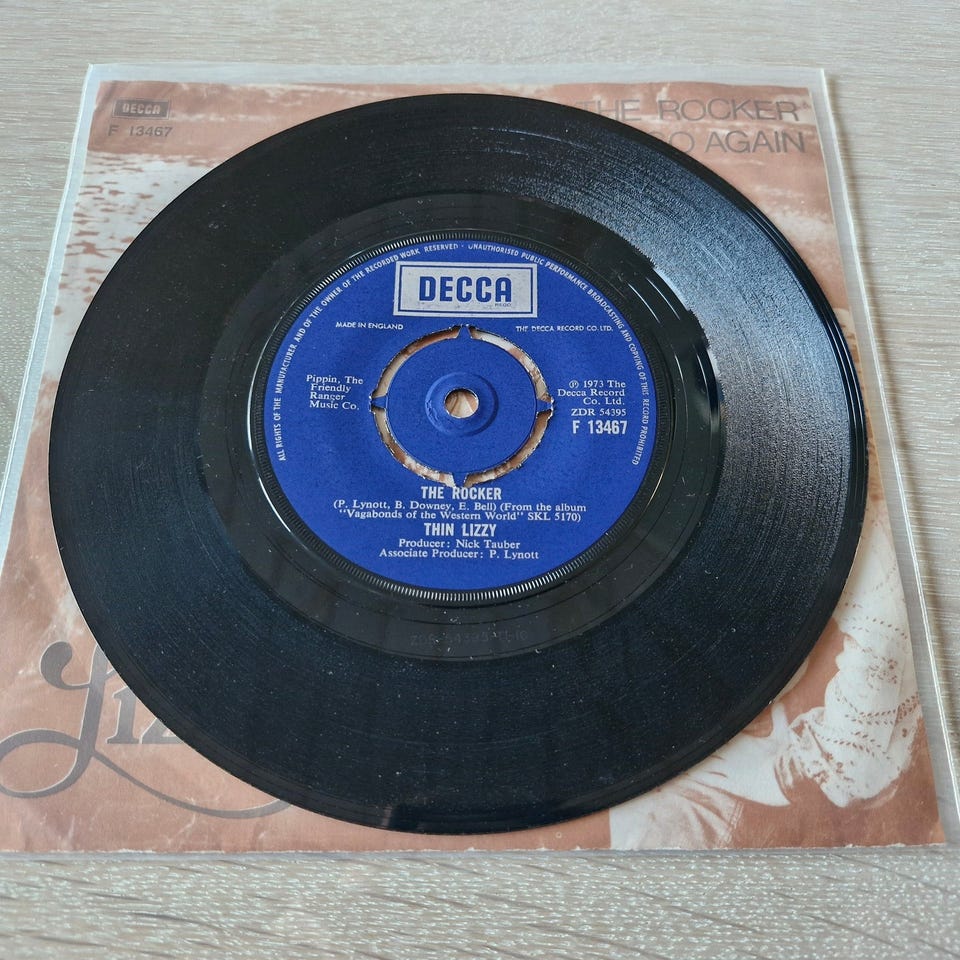 DECCA
F 13467
THE ROCKER
GO AGAIN
ALL RIGHTS OF THE MANUFACTURER AND OF THE OWNER OF THE RECORDED WORK RESERVED · UNAUTHORISED PUBLIC PERFORMANCE BROADCASTING AND COPYING OF THIS RECORD PROHIBITED
DECCA
MADE IN ENGLAND
THE DECCA RECORD CO. LTD.
Pippin, The
Friendly
Ranger
Music Co.
℗ 1973 The
Decca Record
Co. Ltd.
ZDR 54395
F 13467
THE ROCKER
(P. Lynott, B. Downey, E. Bell) (From the album
"Vagabonds of the Western World" SKL 5170)
THIN LIZZY
Producer: Nick Tauber
Associate Producer: P. Lynott
ZDR 54395